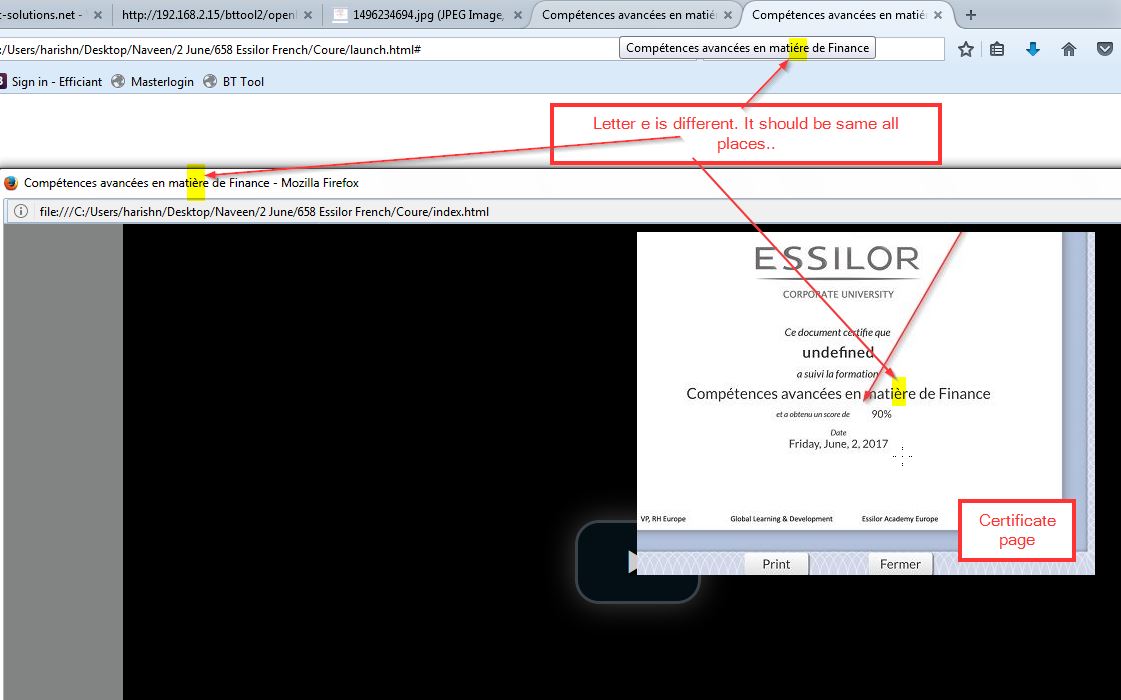 t-solutions.net -
http://192.168.2.15/bttool2/openl
1496234694.jpg (JPEG Image,
Compétences avancées en matié
Compétences avancées en matié
:/Users/harishn/Desktop/Naveen/2 June/658 Essilor French/Coure/launch.html#
Compétences avancées en matiére de Finance
Sign in - Efficiant
Masterlogin
BT Tool
Letter e is different. It should be same all
places..
Compétences avancées en matière de Finance - Mozilla Firefox
file:///C:/Users/harishn/Desktop/Naveen/2 June/658 Essilor French/Coure/index.html
ESSILOR
CORPORATE UNIVERSITY
Ce document certifie que
undefined
a suivi la formation
Compétences avancées en matière de Finance
et a obtenu un score de 90%
Date
Friday, June, 2, 2017
VP, RH Europe
Global Learning & Development
Essilor Academy Europe
Certificate
page
Print
Fermer